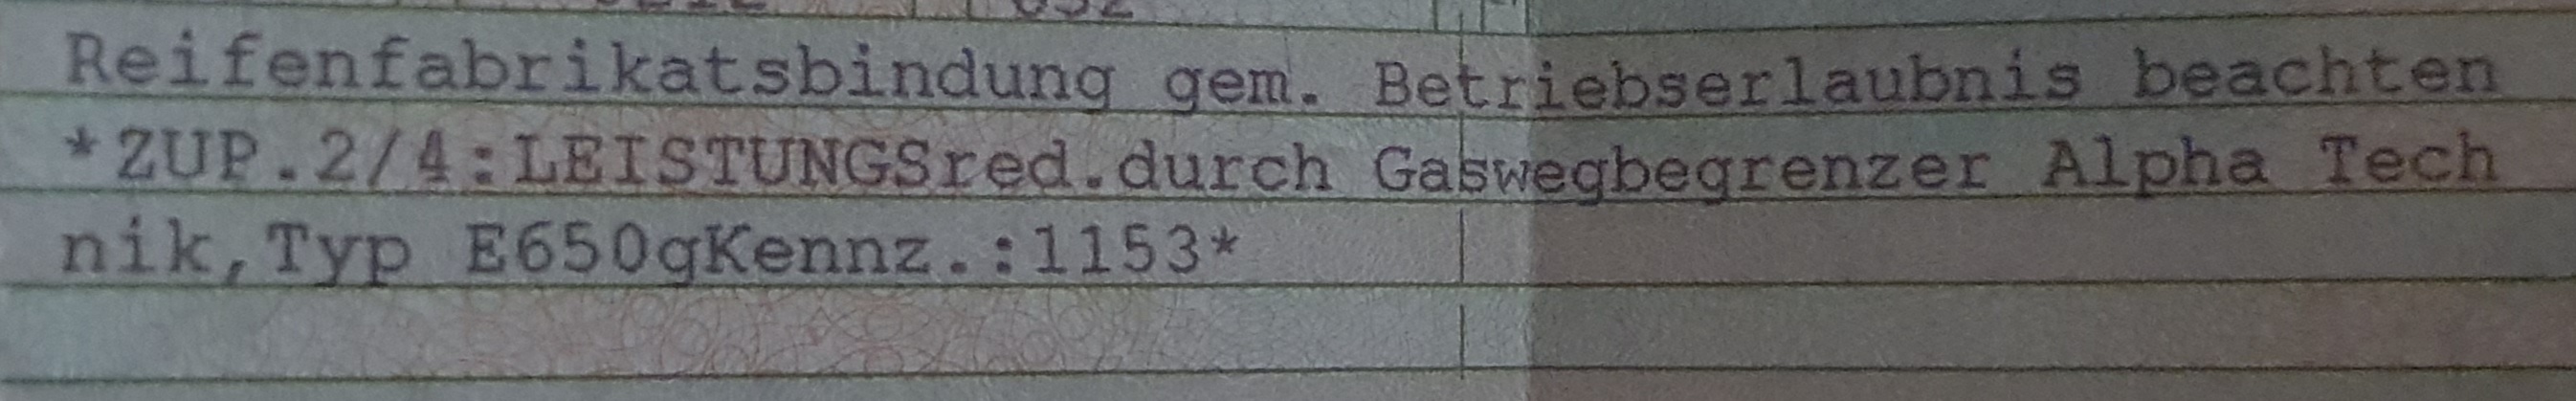 Reifenfabrikatsbindung gem. Betriebserlaubnis beachten
*ZUP.2/4:LEISTUNGSred.durch Gaswegbegrenzer Alpha Tech
nik,Typ E650gKennz.:1153*